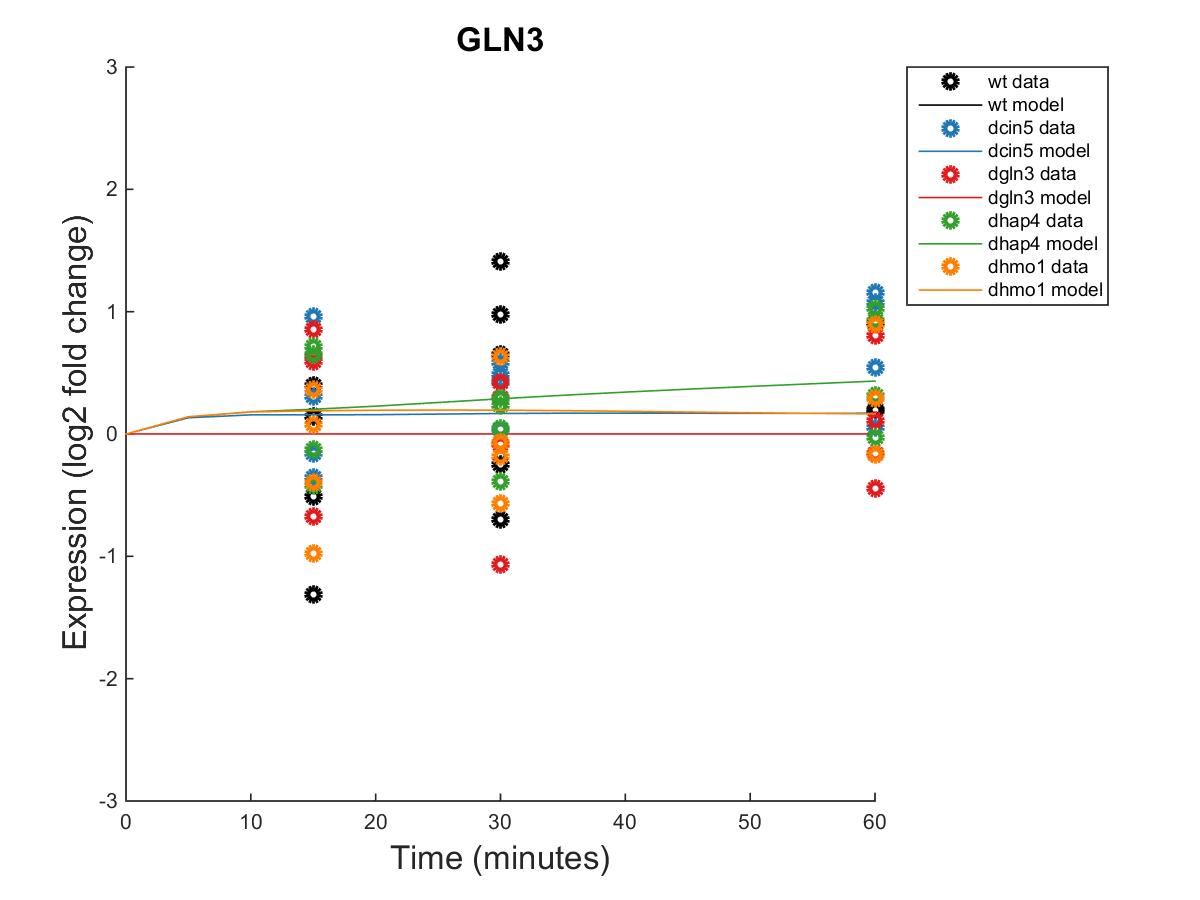 GLN3
3
2
1
0
-1
-2
-3
Expression (log2 fold change)
0 10 20 30 40 50 60
Time (minutes)
wt data
wt model
dcin5 data
dcin5 model
dgln3 data
dgln3 model
dhap4 data
dhap4 model
dhmo1 data
dhmo1 model